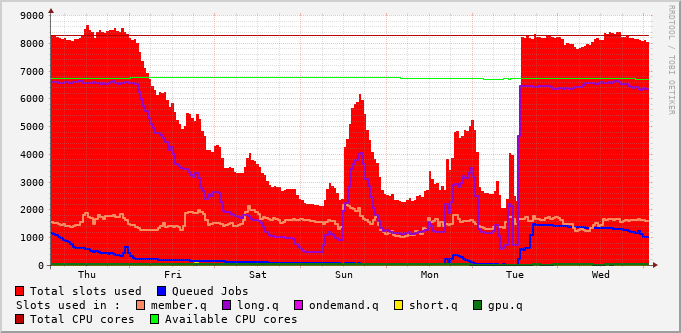 RRDTOOL / TOBI OETIKER
9000
8000
7000
6000
5000
4000
3000
2000
1000
0
Thu Fri Sat Sun Mon Tue Wed
Total slots used Queued Jobs
Slots used in : member.q long.q ondemand.q short.q gpu.q
Total CPU cores Available CPU cores